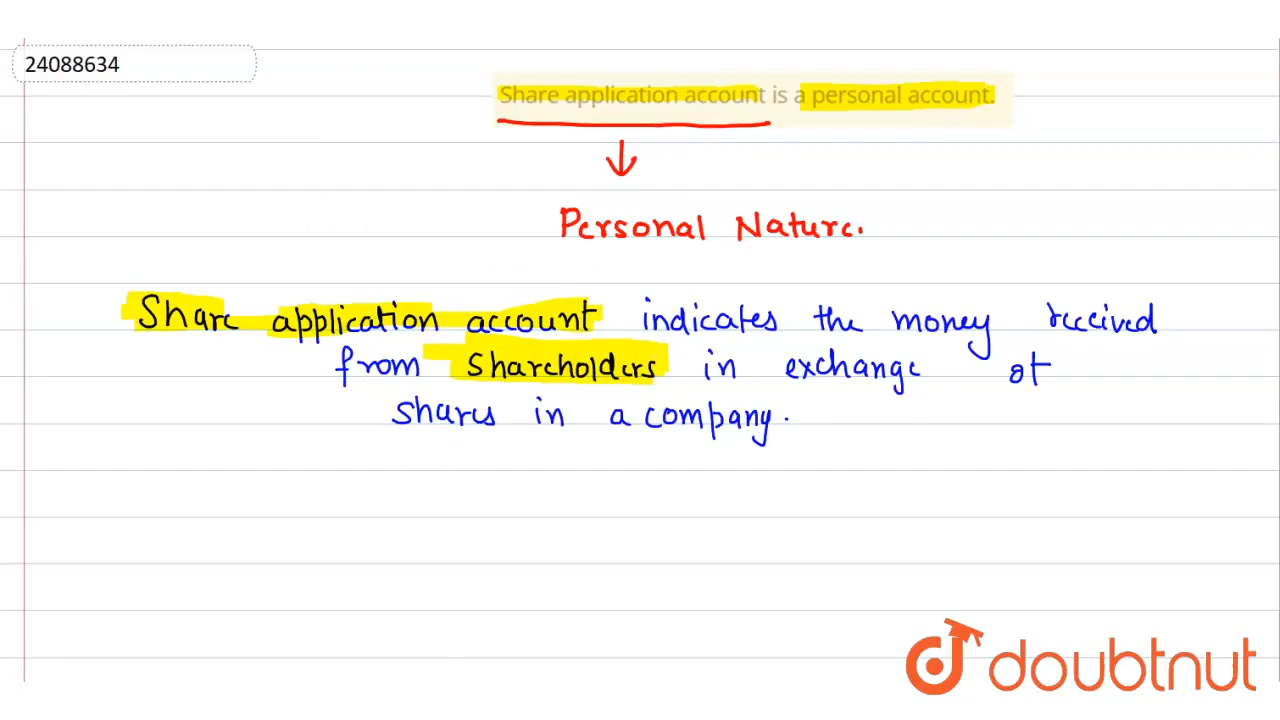 24088634
Share application account is a personal account.
Personal Nature.
Share application account indicates the money received
from shareholders in exchange of
shares in a company.
doubtnut